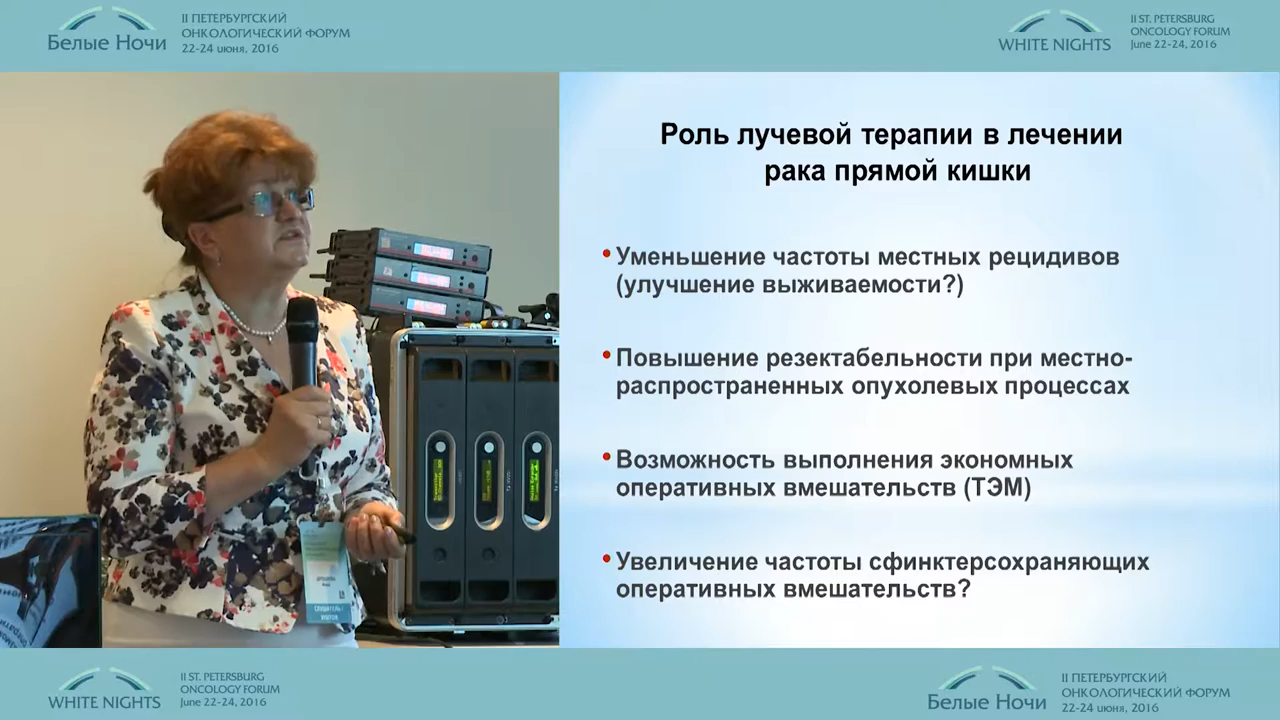 Белые Ночи
II ПЕТЕРБУРГСКИЙ
ОНКОЛОГИЧЕСКИЙ ФОРУМ
22-24 июня, 2016
WHITE NIGHTS
II ST. PETERSBURG
ONCOLOGY FORUM
June 22-24, 2016
Роль лучевой терапии в лечении
рака прямой кишки
• Уменьшение частоты местных рецидивов
(улучшение выживаемости?)
• Повышение резектабельности при местно-
распространенных опухолевых процессах
• Возможность выполнения экономных
оперативных вмешательств (ТЭМ)
• Увеличение частоты сфинктерсохраняющих
оперативных вмешательств?
СЛУШАТЕЛЬ /
VISITOR
WHITE NIGHTS
II ST. PETERSBURG
ONCOLOGY FORUM
June 22-24, 2016
Белые Ночи
II ПЕТЕРБУРГСКИЙ
ОНКОЛОГИЧЕСКИЙ ФОРУМ
22-24 июня, 2016